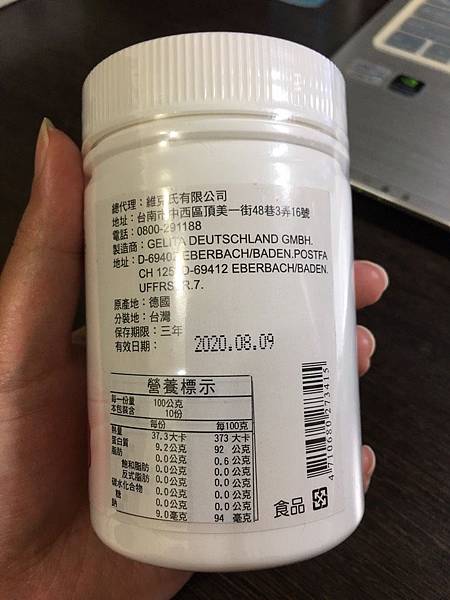 總代理：維克氏有限公司
地址：台南市中西區頂美一街48巷3弄16號
電話：0800-291188
製造商：GELITA DEUTSCHLAND GMBH.
地址：D-69402 EBERBACH/BADEN.POSTFA
CH 1253 D-69412 EBERBACH/BADEN.
UFFRSTR.7.
原產地：德國
分裝地：台灣
保存期限：三年
有效日期： 2020.08.09
營養標示
每一份量 100公克
本包裝含 10份
每份 每100克
熱量 37.3大卡 373 大卡
蛋白質 9.2公克 92 公克
脂肪 0.0公克 0.6 公克
飽和脂肪 0.0公克 0.0 公克
反式脂肪 0.0公克 0.0 公克
碳水化合物 0.0公克 0.0 公克
糖 0.0公克 0.0 公克
鈉 9.0毫克 94 毫克
4710680273415
食品